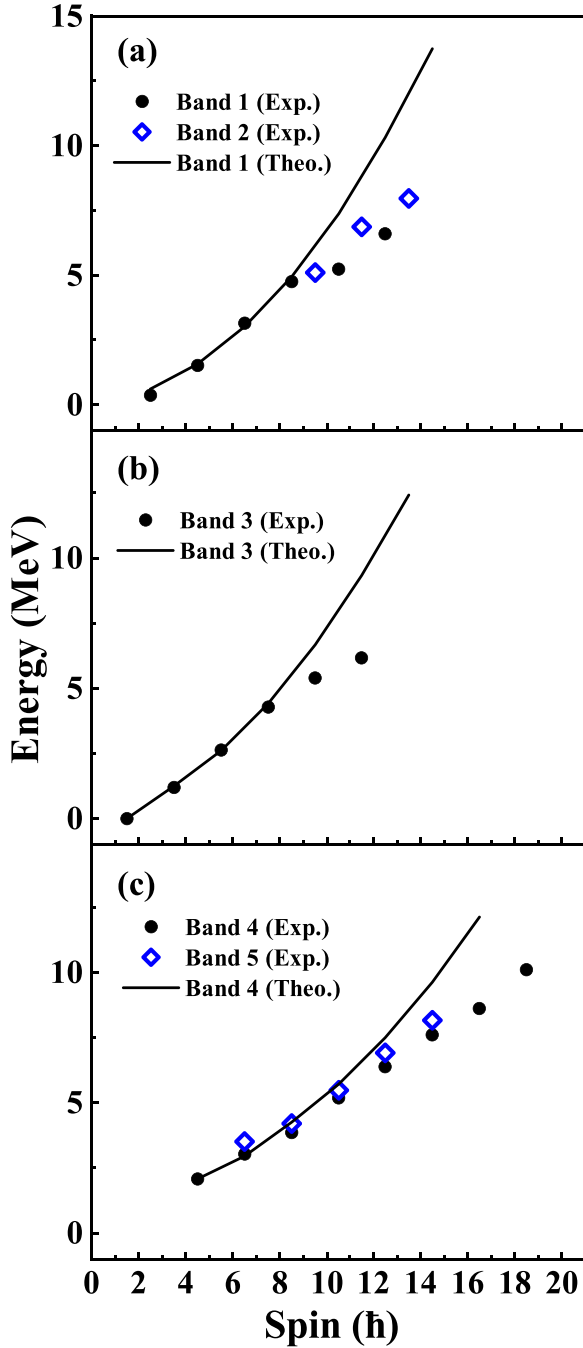 15
(a)
Band 1 (Exp.)
Band 2 (Exp.)
Band 1 (Theo.)
10
5
0
(b)
Band 3 (Exp.)
Band 3 (Theo.)
10
5
0
Energy (MeV)
(c)
Band 4 (Exp.)
Band 5 (Exp.)
Band 4 (Theo.)
10
5
0
0 2 4 6 8 10 12 14 16 18 20
Spin (ħ)